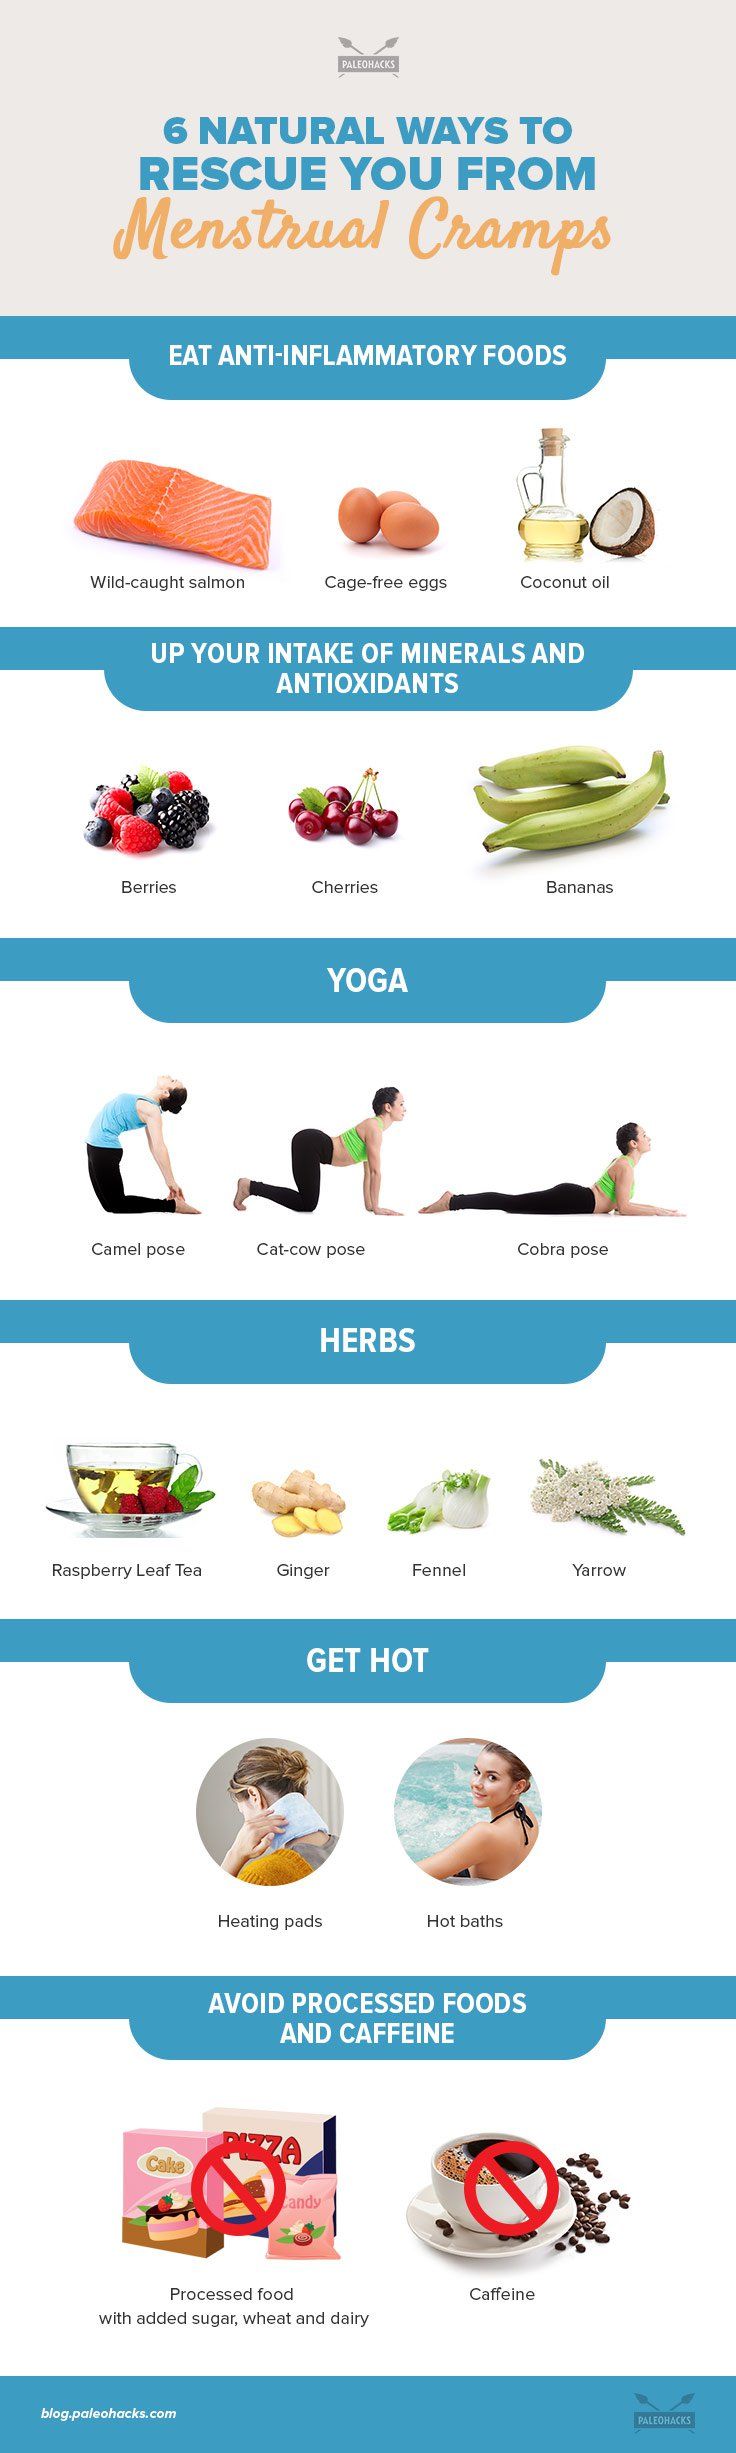 PALEOHACKS
6 NATURAL WAYS TO
RESCUE YOU FROM
Menstrual Cramps
EAT ANTI-INFLAMMATORY FOODS
Wild-caught salmon
Cage-free eggs
Coconut oil
UP YOUR INTAKE OF MINERALS AND
ANTIOXIDANTS
Berries
Cherries
Bananas
YOGA
Camel pose
Cat-cow pose
Cobra pose
HERBS
Raspberry Leaf Tea
Ginger
Fennel
Yarrow
GET HOT
Heating pads
Hot baths
AVOID PROCESSED FOODS
AND CAFFEINE
Cake
PIZZA
Candy
Processed food
with added sugar, wheat and dairy
Caffeine
blog.paleohacks.com
PALEOHACKS